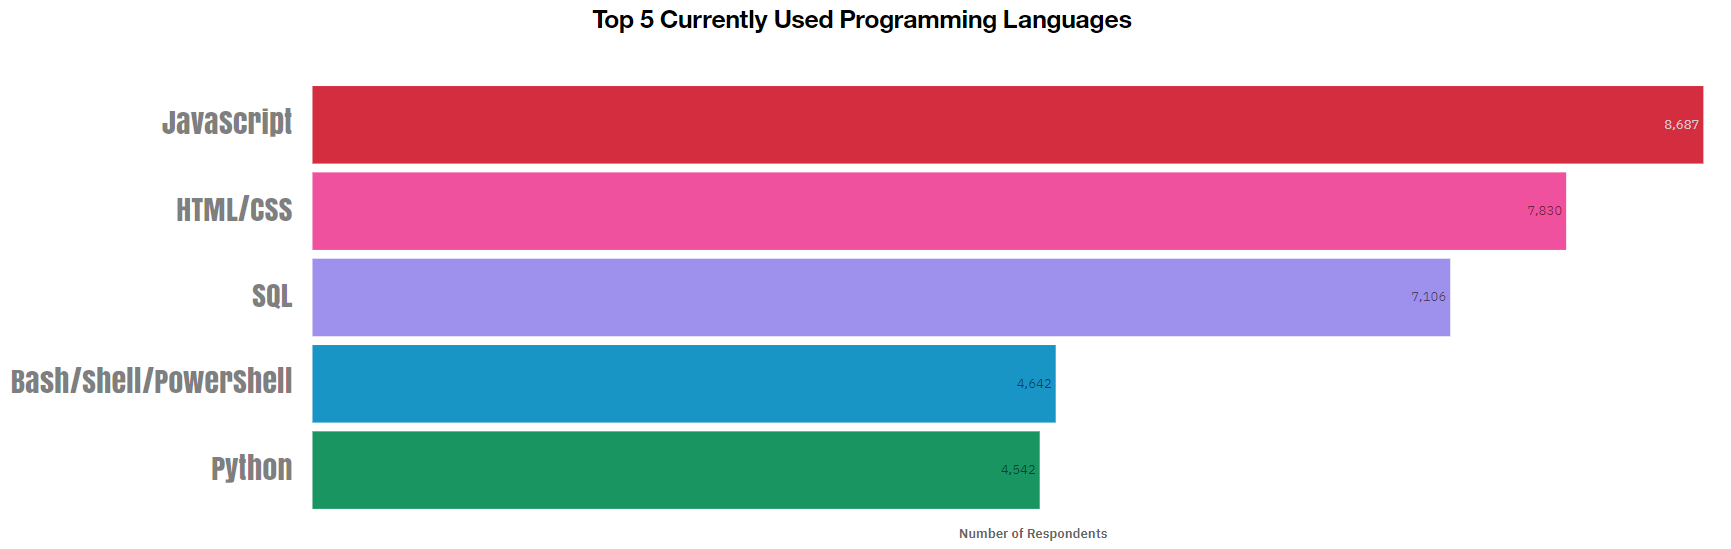 Top 5 Currently Used Programming Languages
JavaScript
8,687
HTML/CSS
7,830
SQL
7,106
Bash/Shell/PowerShell
4,642
Python
4,542
Number of Respondents